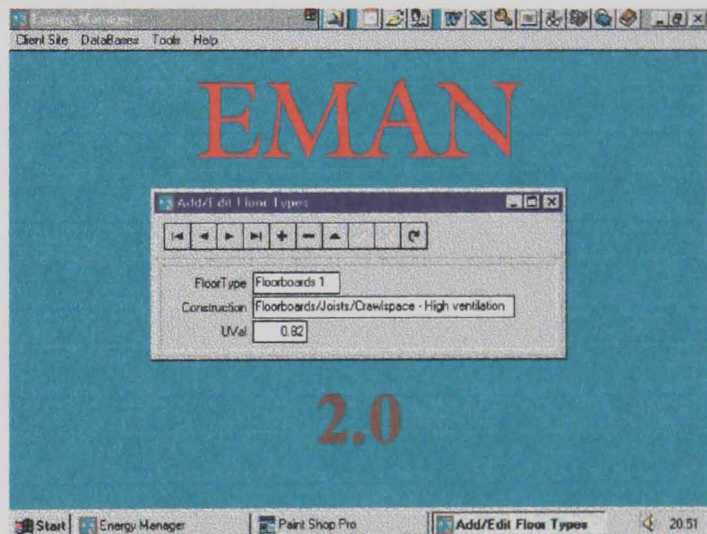 Energy Manager
Client Site DataBases Tools Help
EMAN
Add/Edit Floor Types
FloorType Floorboards 1
Construction Floorboards/Joists/Crawlspace - High ventilation
UVal 0.82
2.0
Start Energy Manager Paint Shop Pro Add/Edit Floor Types 20:51